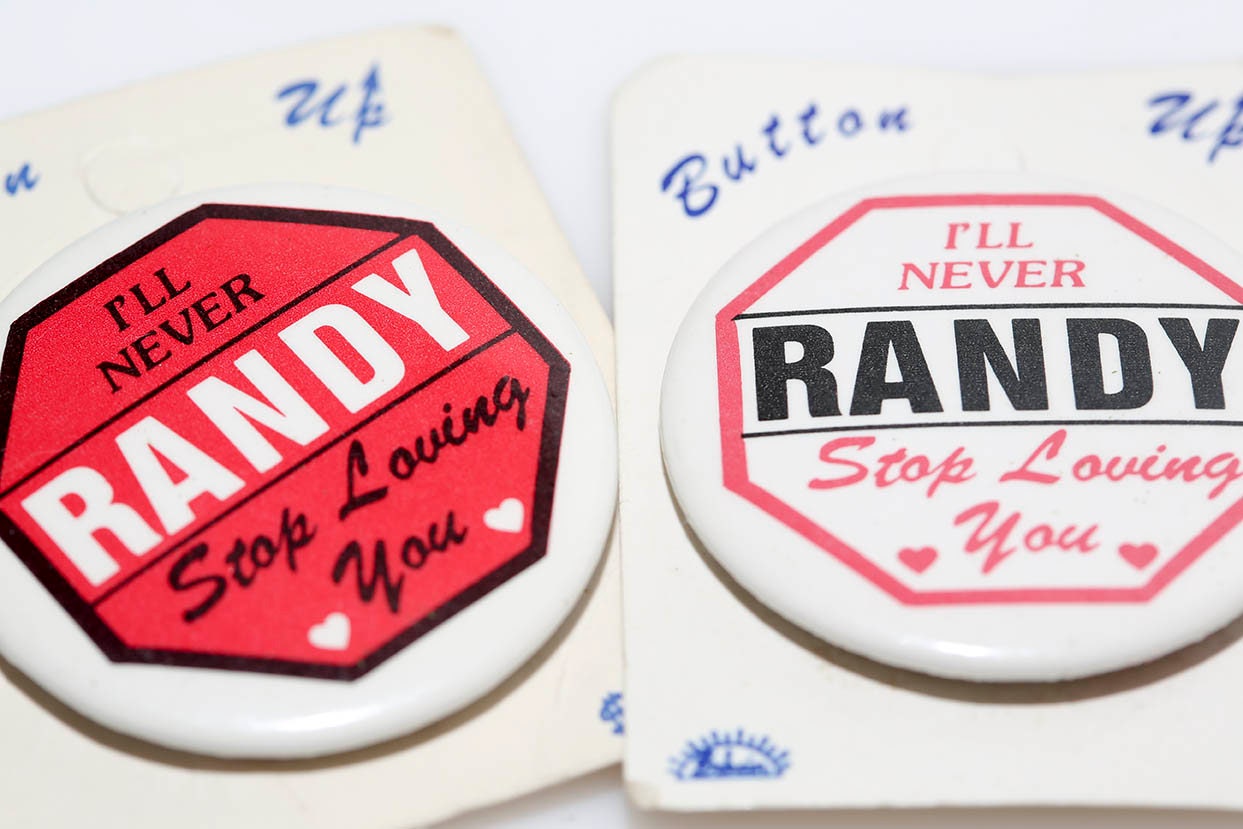 n Up
I'LL
NEVER
RANDY
Stop Loving
You
Button Up
I'LL
NEVER
RANDY
Stop Loving
You